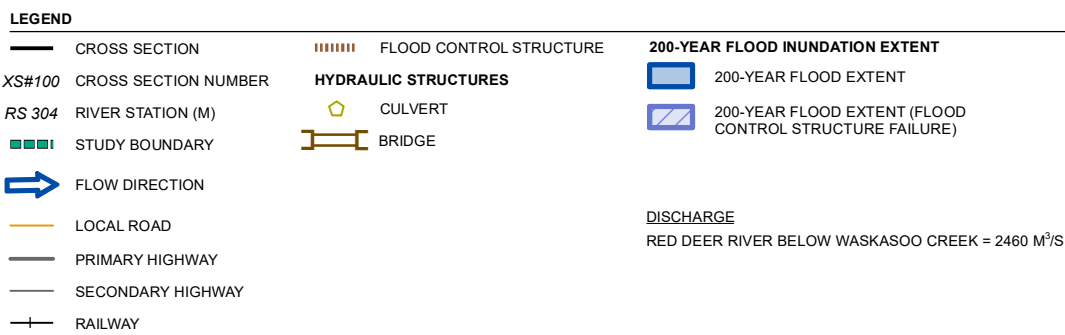 LEGEND
CROSS SECTION
XS#100 CROSS SECTION NUMBER
RS 304 RIVER STATION (M)
STUDY BOUNDARY
FLOW DIRECTION
LOCAL ROAD
PRIMARY HIGHWAY
SECONDARY HIGHWAY
RAILWAY
FLOOD CONTROL STRUCTURE
HYDRAULIC STRUCTURES
CULVERT
BRIDGE
200-YEAR FLOOD INUNDATION EXTENT
200-YEAR FLOOD EXTENT
200-YEAR FLOOD EXTENT (FLOOD
CONTROL STRUCTURE FAILURE)
DISCHARGE
RED DEER RIVER BELOW WASKASOO CREEK = 2460 M³/S